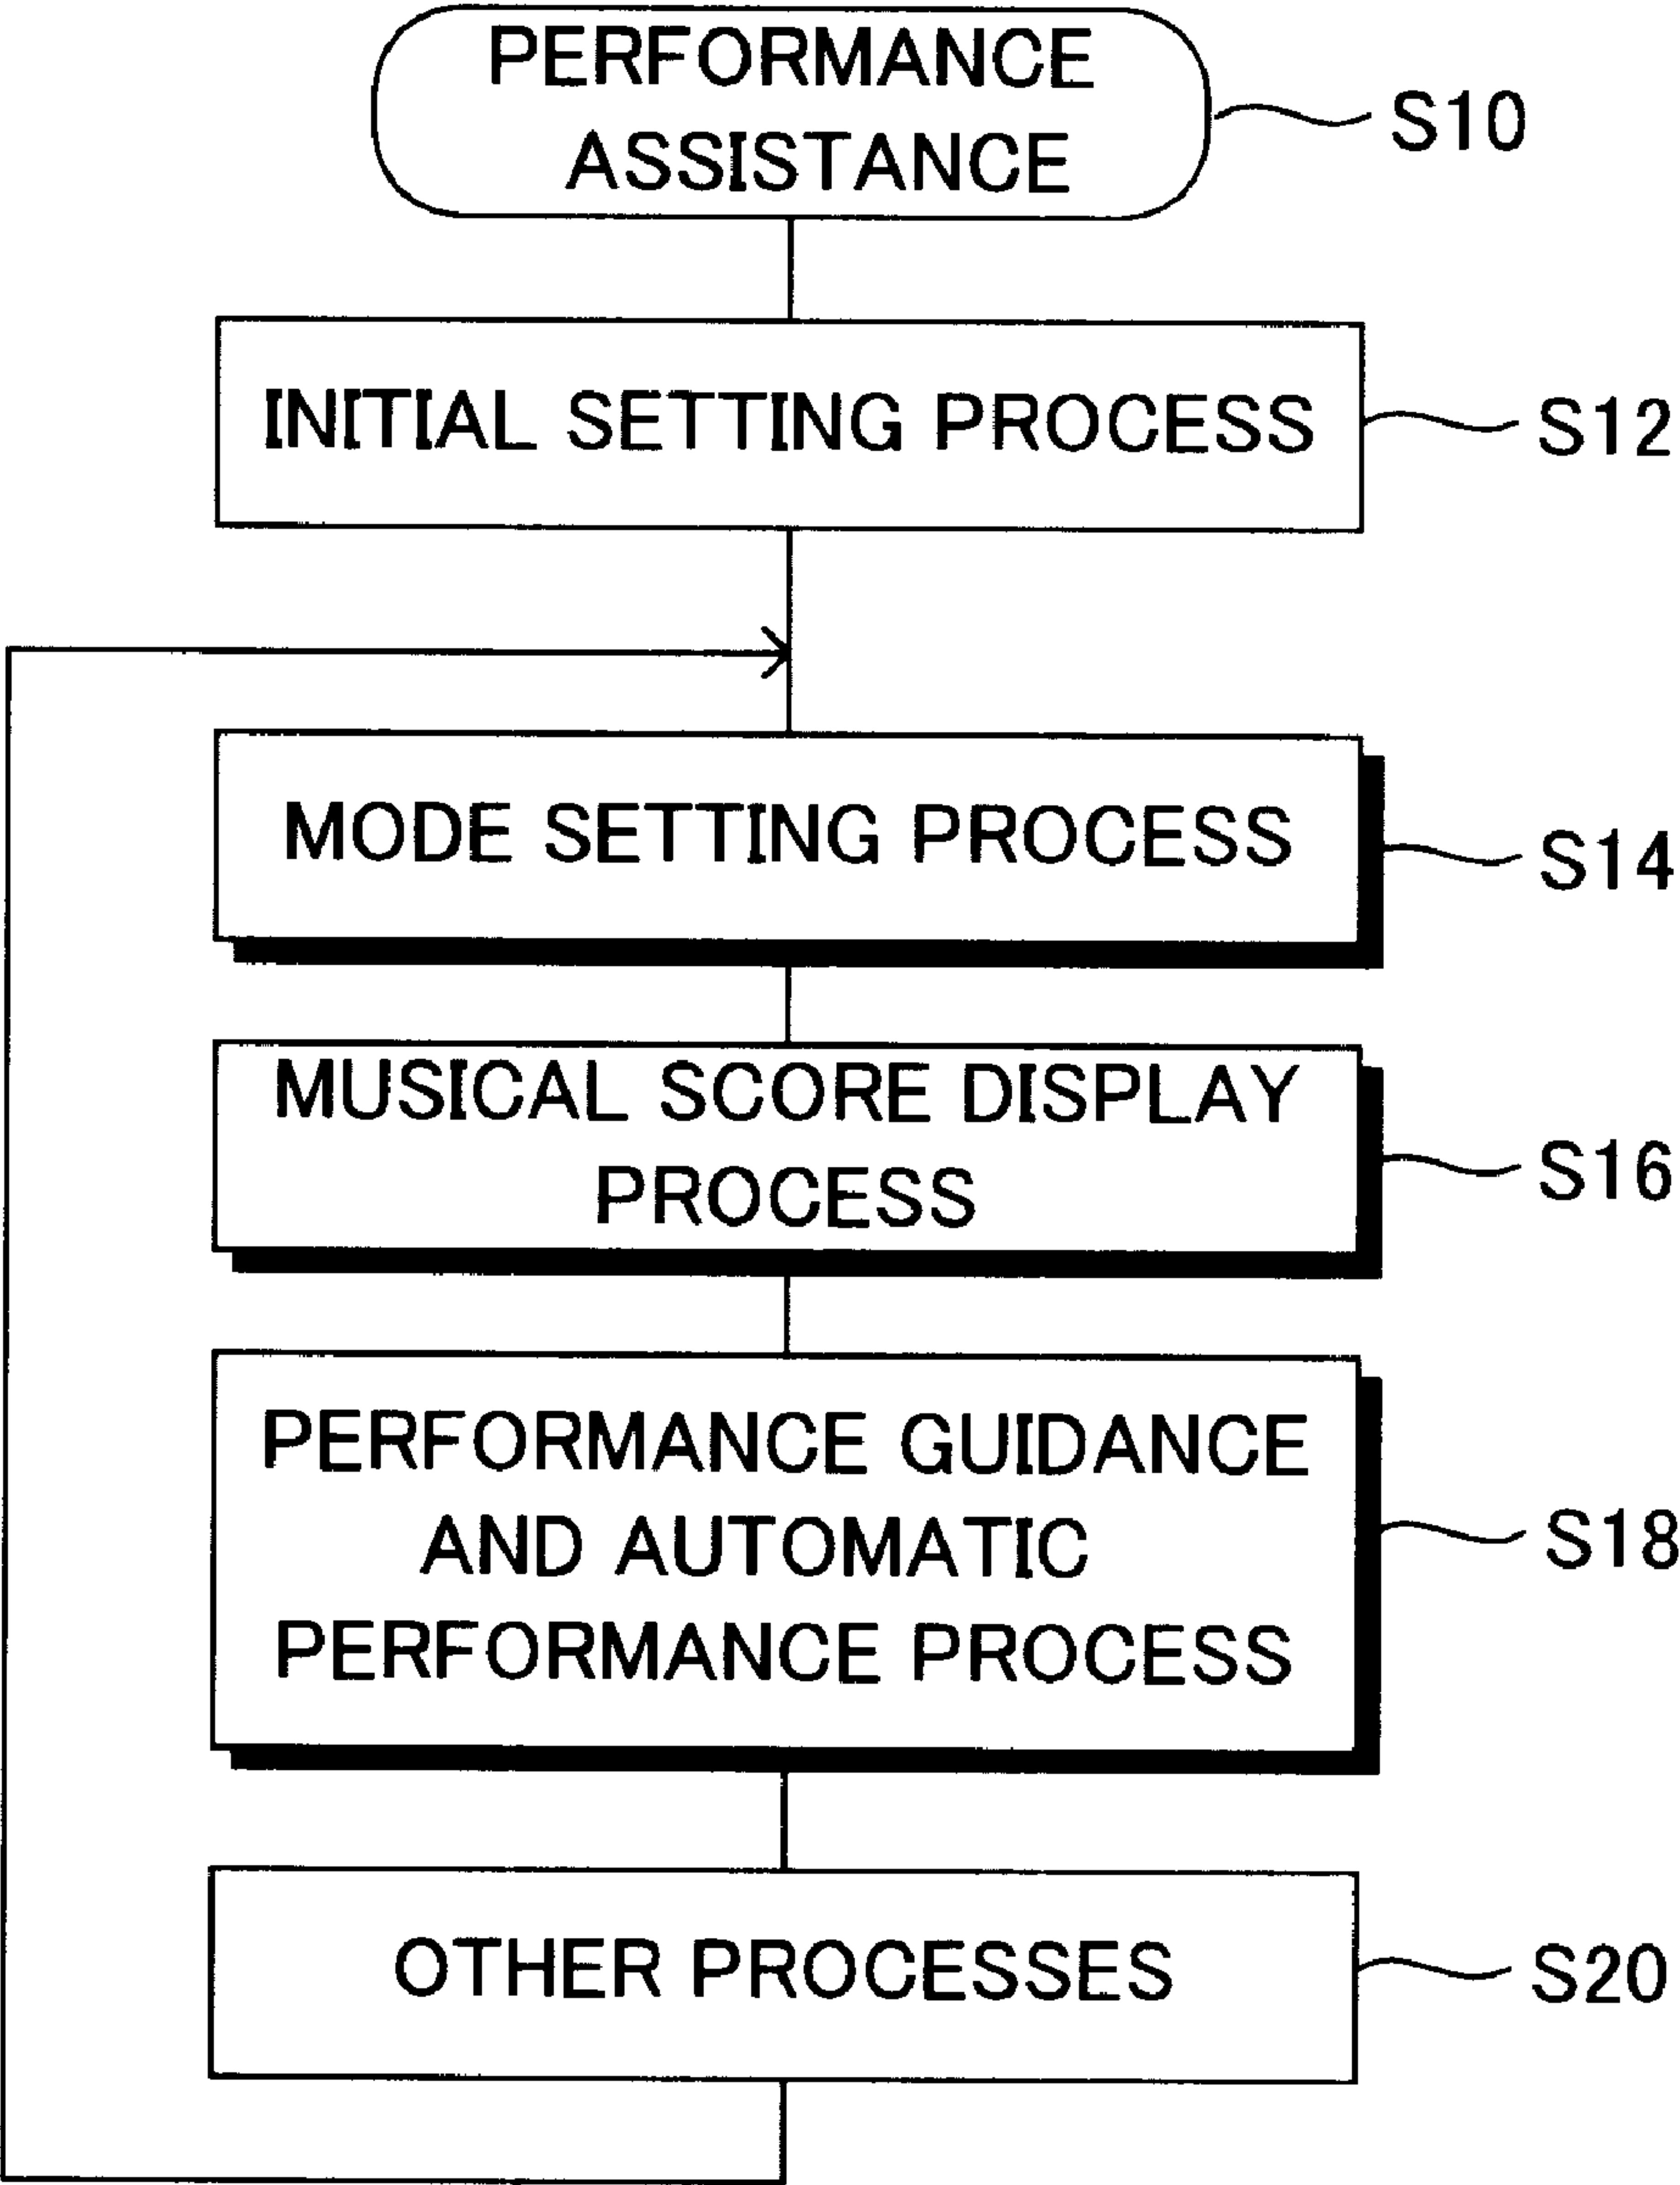 PERFORMANCE
ASSISTANCE
S10
INITIAL SETTING PROCESS
S12
MODE SETTING PROCESS
S14
MUSICAL SCORE DISPLAY
PROCESS
S16
PERFORMANCE GUIDANCE
AND AUTOMATIC
PERFORMANCE PROCESS
S18
OTHER PROCESSES
S20